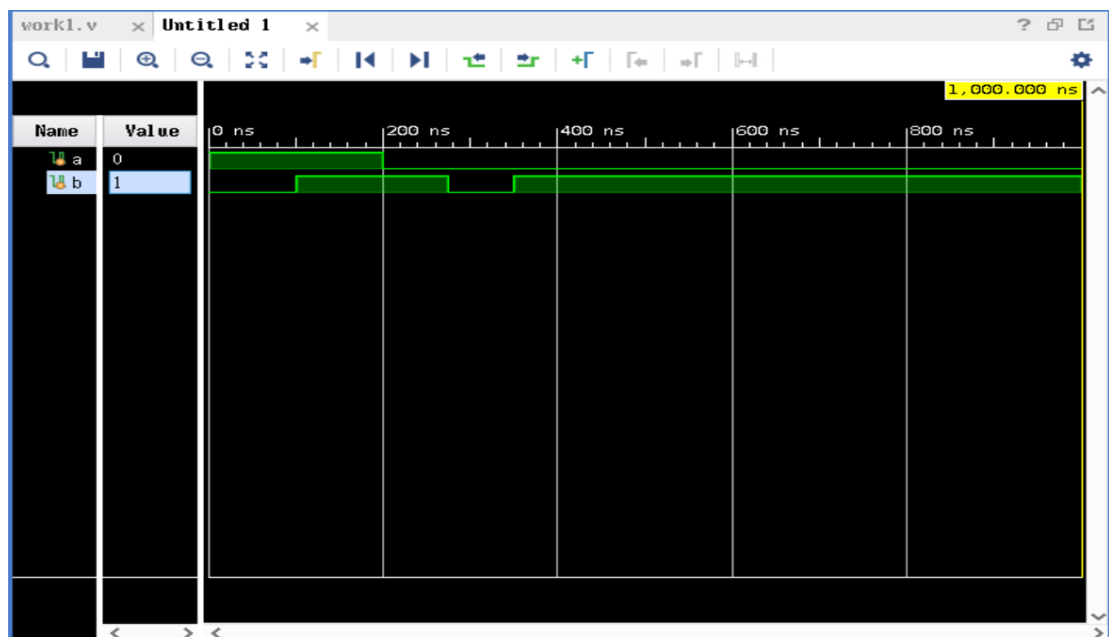 work1.v × Untitled 1 ×
1,000.000 ns
Name Value 0 ns 200 ns 400 ns 600 ns 800 ns
a 0
b 1